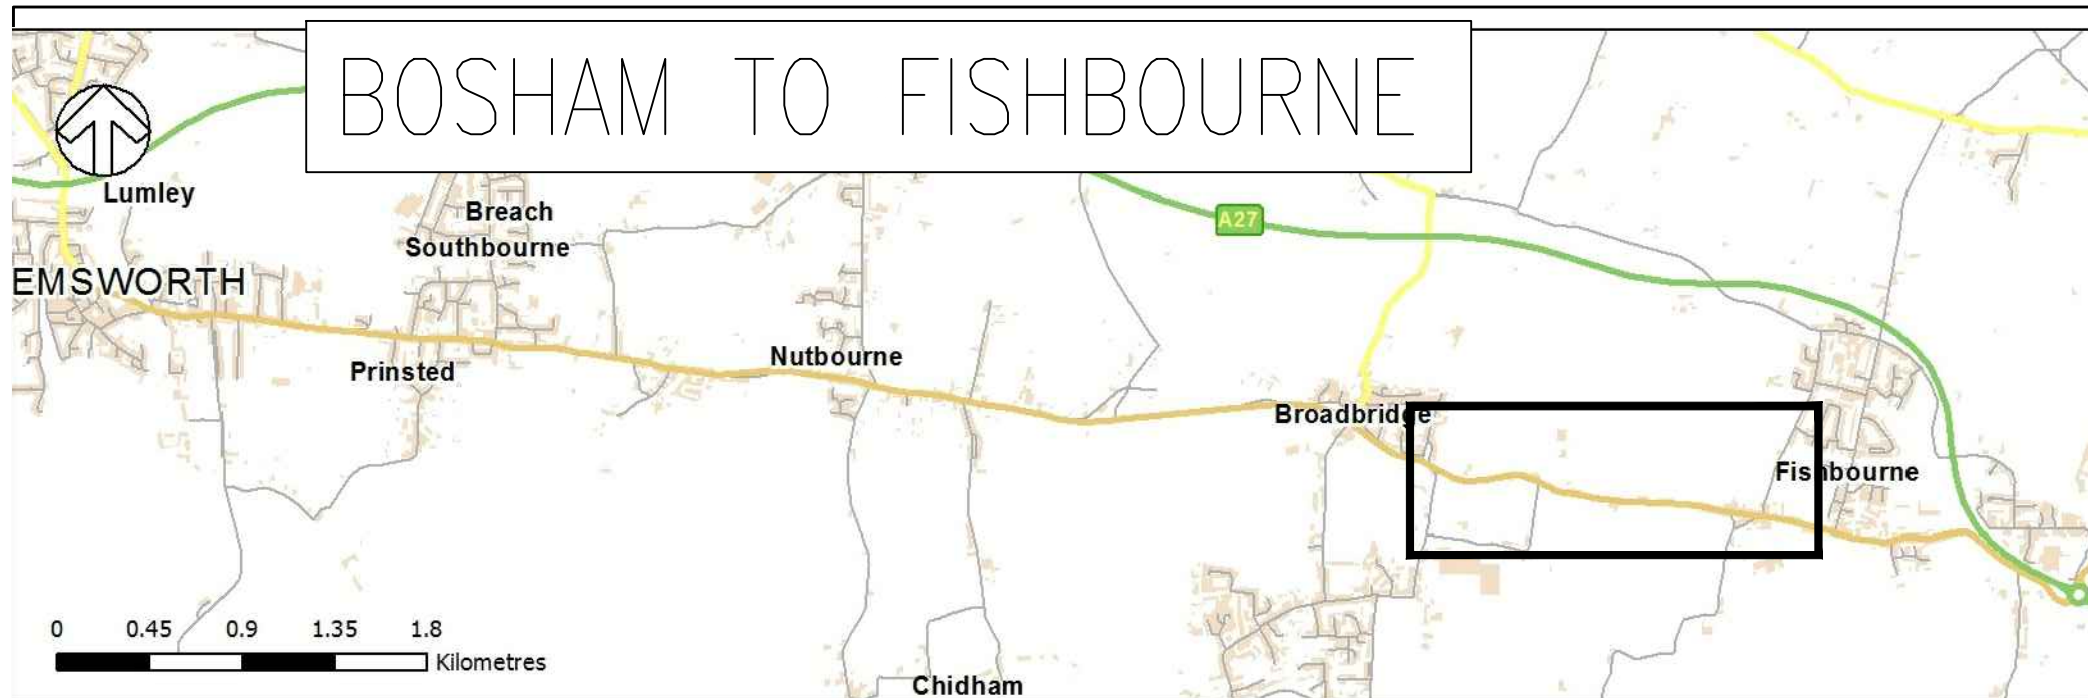 BOSHAM TO FISHBOURNE
Lumley
Breach
Southbourne
A27
EMSWORTH
Prinsted
Nutbourne
Broadbridge
Fishbourne
0 0.45 0.9 1.35 1.8
Kilometres
Chidham